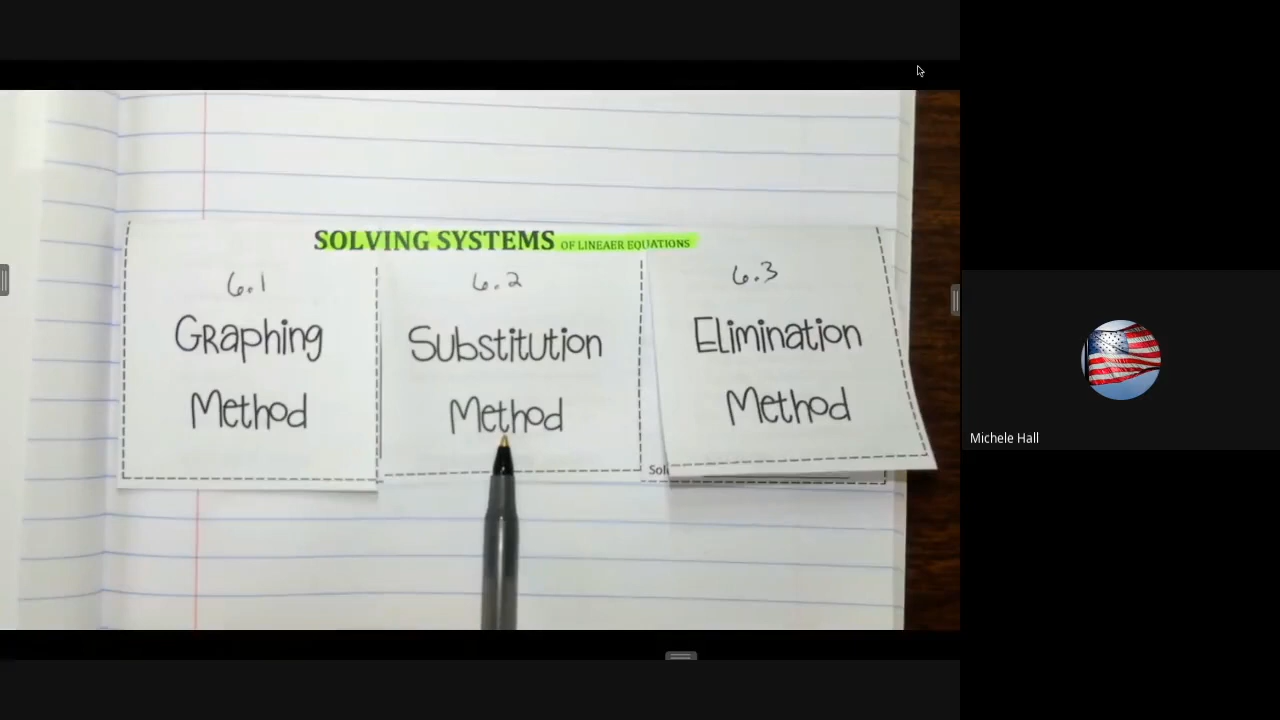 SOLVING SYSTEMS OF LINEAER EQUATIONS
6.1
Graphing
Method
6.2
Substitution
Method
6.3
Elimination
Method
Sol
Michele Hall